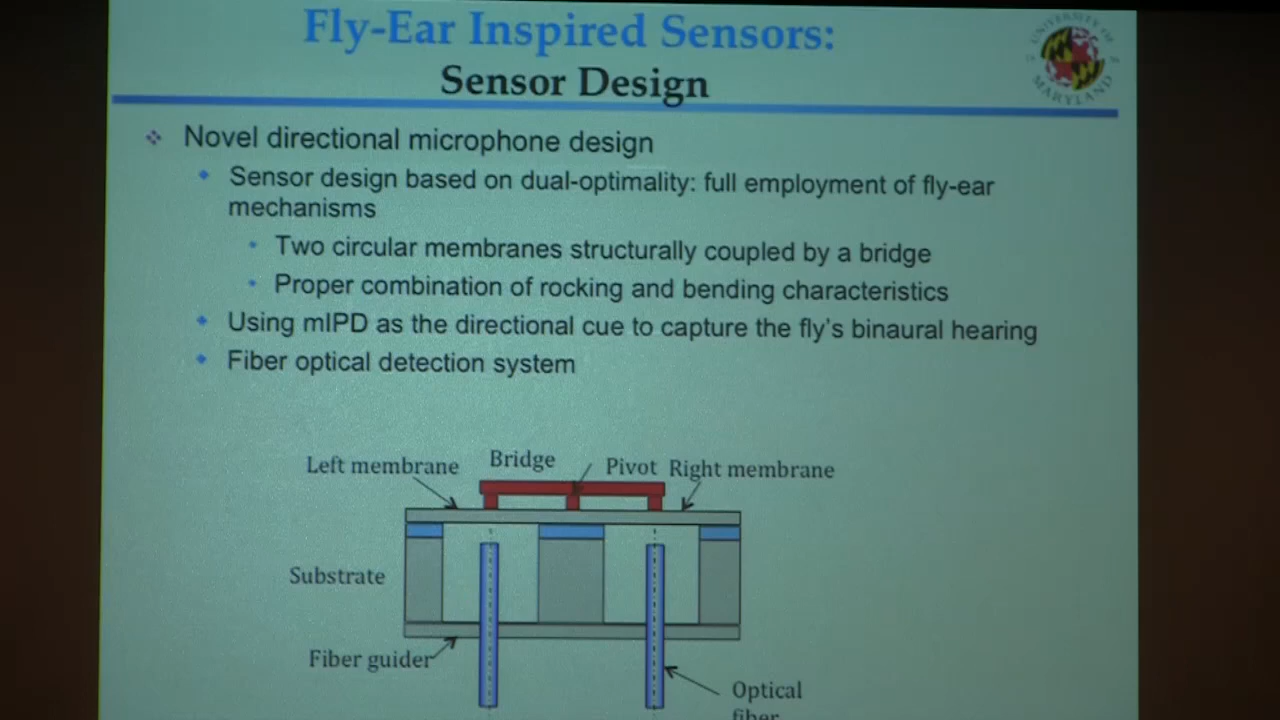 Fly-Ear Inspired Sensors:
Sensor Design
UNIVERSITY OF
MARYLAND
Novel directional microphone design
Sensor design based on dual-optimality: full employment of fly-ear
mechanisms
Two circular membranes structurally coupled by a bridge
Proper combination of rocking and bending characteristics
Using mIPD as the directional cue to capture the fly's binaural hearing
Fiber optical detection system
Left membrane
Bridge
Pivot
Right membrane
Substrate
Fiber guider
Optical
fiber